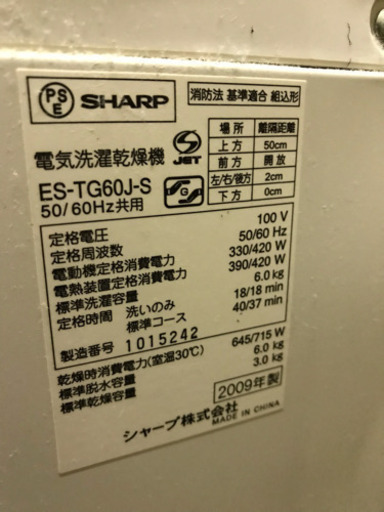 PSE SHARP
消防法 基準適合 組込形
場所 離隔距離
上方 50cm
前方 開放
左/右/後方 2cm
下方 0cm
電気洗濯乾燥機
JET
ES-TG60J-S
50/60Hz共用
定格電圧 100 V
定格周波数 50/60 Hz
電動機定格消費電力 330/420 W
電熱装置定格消費電力 390/420 W
標準洗濯容量 6.0 kg
定格時間 洗いのみ 18/18 min
標準コース 40/37 min
製造番号 1015242
乾燥時消費電力(室温30℃) 645/715 W
標準脱水容量 6.0 kg
標準乾燥容量 3.0 kg
2009年製
シャープ株式会社
MADE IN CHINA